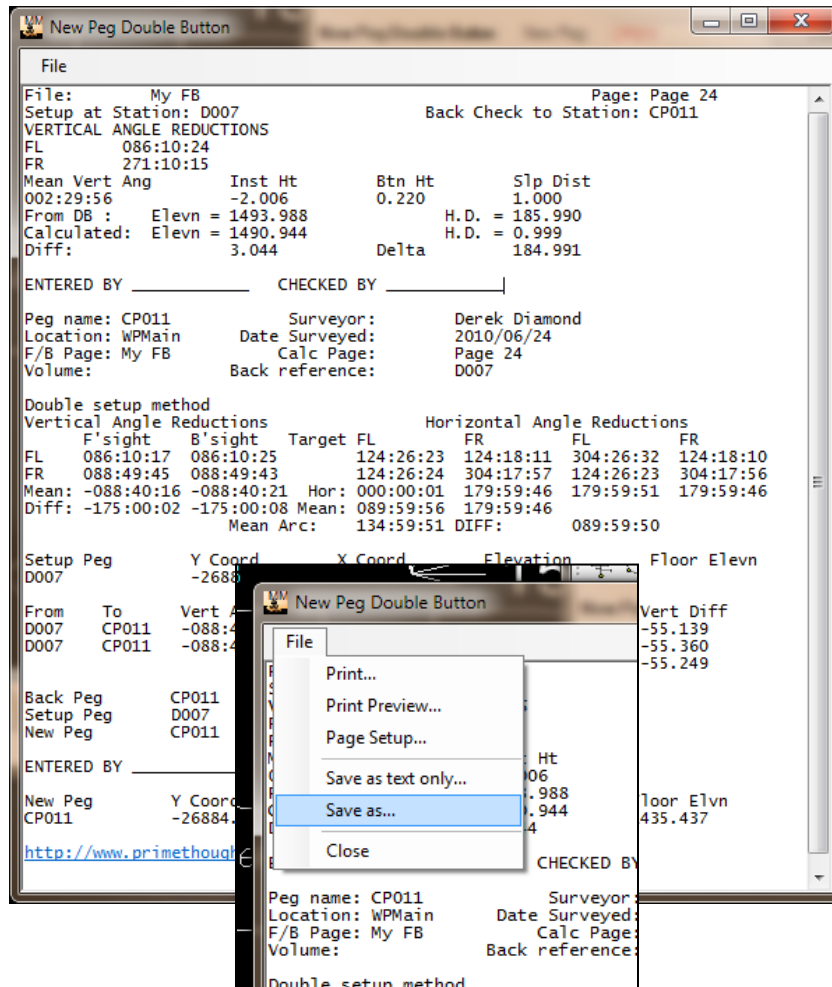 New Peg Double Button
File
File: My FB Page: Page 24
Setup at Station: D007 Back Check to Station: CP011
VERTICAL ANGLE REDUCTIONS
FL 086:10:24
FR 271:10:15
Mean Vert Ang Inst Ht Btn Ht Slp Dist
002:29:56 -2.006 0.220 1.000
From DB : Elevn = 1493.988 H.D. = 185.990
Calculated: Elevn = 1490.944 H.D. = 0.999
Diff: 3.044 Delta 184.991
ENTERED BY _____________ CHECKED BY _____________
Peg name: CP011 Surveyor: Derek Diamond
Location: WPMain Date Surveyed: 2010/06/24
F/B Page: My FB Calc Page: Page 24
Volume: Back reference: D007
Double setup method
Vertical Angle Reductions Horizontal Angle Reductions
F'sight B'sight Target FL FR FL FR
FL 086:10:17 086:10:25 124:26:23 124:18:11 304:26:32 124:18:10
FR 088:49:45 088:49:43 124:26:24 304:17:57 124:26:23 304:17:56
Mean: -088:40:16 -088:40:21 Hor: 000:00:01 179:59:46 179:59:51 179:59:46
Diff: -175:00:02 -175:00:08 Mean: 089:59:56 179:59:46
Mean Arc: 134:59:51 DIFF: 089:59:50
Setup Peg Y Coord X Coord Elevation Floor Elevn
D007 -2688
From To Vert Vert Diff
D007 CP011 -088:4 -55.139
D007 CP011 -088:4 -55.360
-55.249
Back Peg CP011
Setup Peg D007
New Peg CP011
ENTERED BY
New Peg Y Coord loor Elvn
CP011 -26884. 435.437
http://www.primethough
New Peg Double Button
File
Print...
Print Preview...
Page Setup...
Save as text only...
Save as...
Close
Ht
06
.988
.944
4
CHECKED BY
Peg name: CP011 Surveyor:
Location: WPMain Date Surveyed:
F/B Page: My FB Calc Page:
Volume: Back reference:
Double setup method